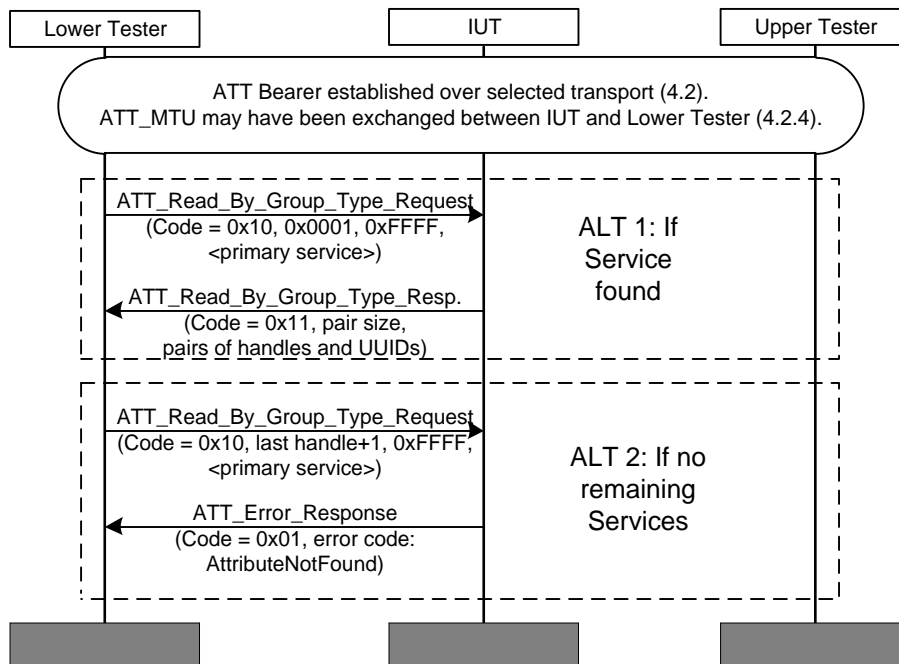 Lower Tester
IUT
Upper Tester
ATT Bearer established over selected transport (4.2).
ATT_MTU may have been exchanged between IUT and Lower Tester (4.2.4).
ATT_Read_By_Group_Type_Request
(Code = 0x10, 0x0001, 0xFFFF,
<primary service>)
ATT_Read_By_Group_Type_Resp.
(Code = 0x11, pair size,
pairs of handles and UUIDs)
ALT 1: If
Service
found
ATT_Read_By_Group_Type_Request
(Code = 0x10, last handle+1, 0xFFFF,
<primary service>)
ATT_Error_Response
(Code = 0x01, error code:
AttributeNotFound)
ALT 2: If no
remaining
Services